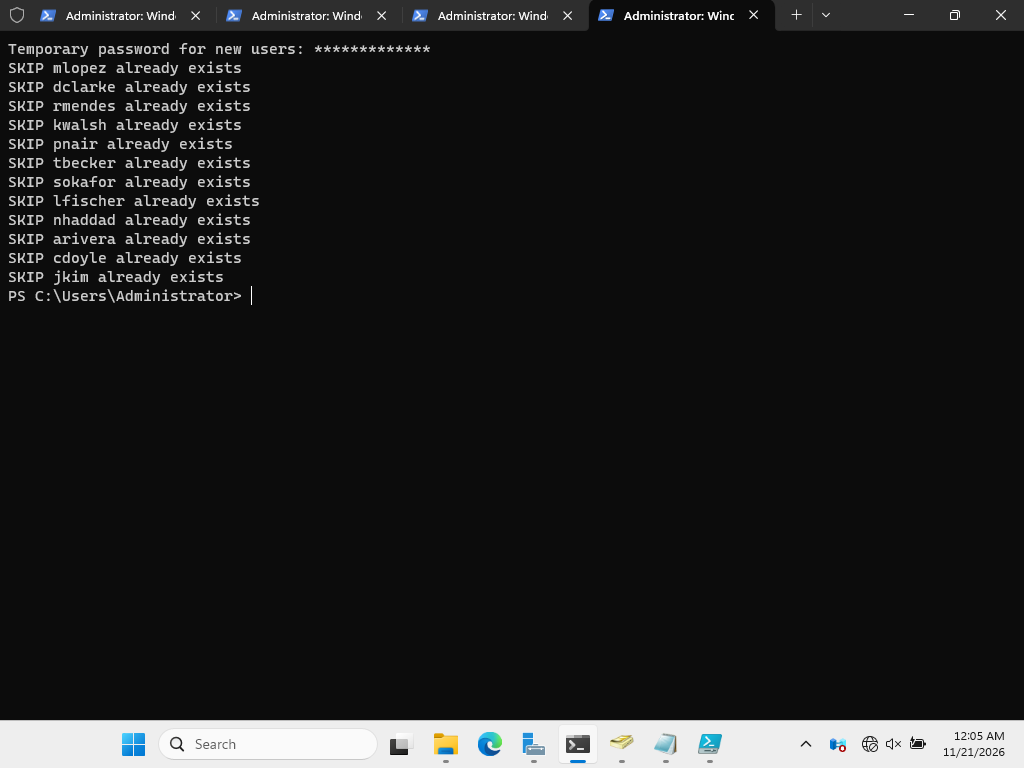 Administrator: Wind
Administrator: Wind
Administrator: Wind
Administrator: Winc
Temporary password for new users: *************
SKIP mlopez already exists
SKIP dclarke already exists
SKIP rmendes already exists
SKIP kwalsh already exists
SKIP pnair already exists
SKIP tbecker already exists
SKIP sokafor already exists
SKIP lfischer already exists
SKIP nhaddad already exists
SKIP arivera already exists
SKIP cdoyle already exists
SKIP jkim already exists
PS C:\Users\Administrator>
Search
12:05 AM
11/21/2026